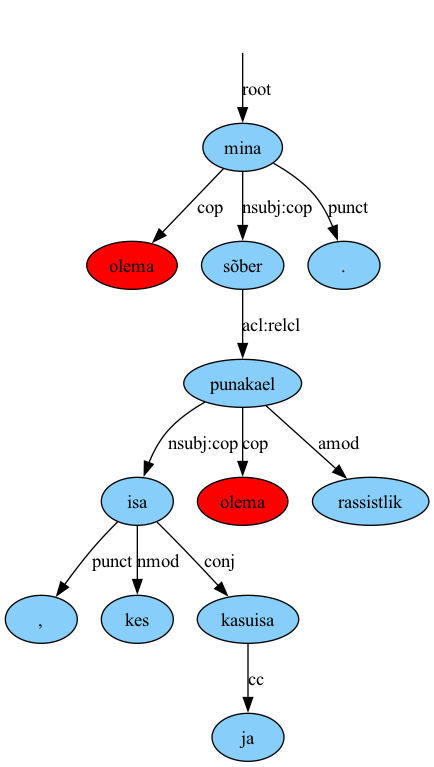 root
mina
cop nsubj:cop punct
olema sõber .
acl:relcl
punakael
nsubj:cop cop amod
isa olema rassistlik
punct nmod conj
, kes kasuisa
cc
ja